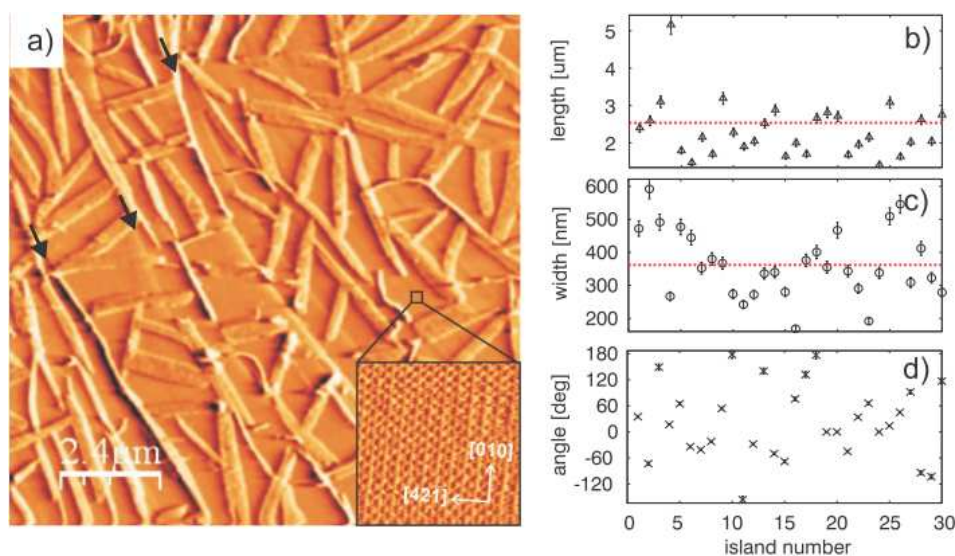 a)
2.4nm
[010]
[421]
b)
length [um]
5
4
3
2
c)
width [nm]
600
500
400
300
200
d)
angle [deg]
180
120
60
0
-60
-120
0 5 10 15 20 25 30
island number